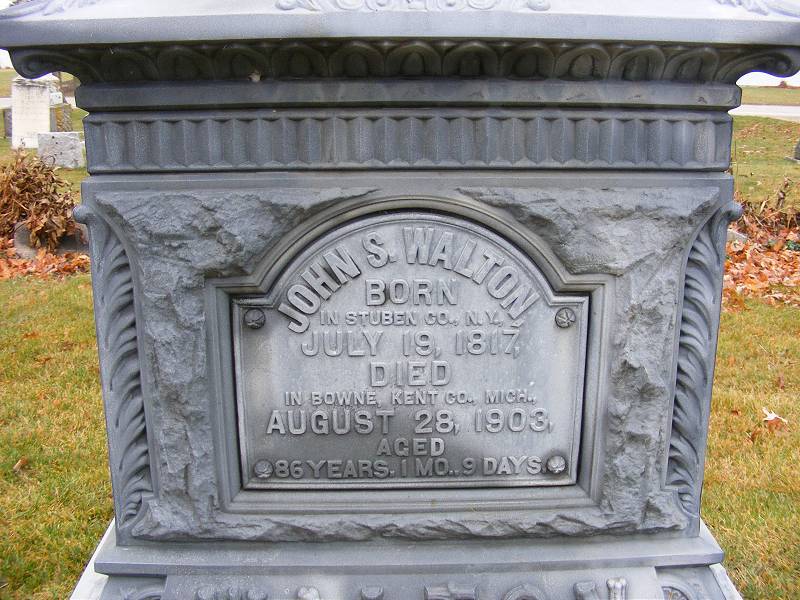 JOHN S. WALTON
BORN
IN STUBEN CO., N.Y.,
JULY 19, 1817,
DIED
IN BOWNE, KENT CO., MICH.,
AUGUST 28, 1903,
AGED
86 YEARS. 1 MO., 9 DAYS.